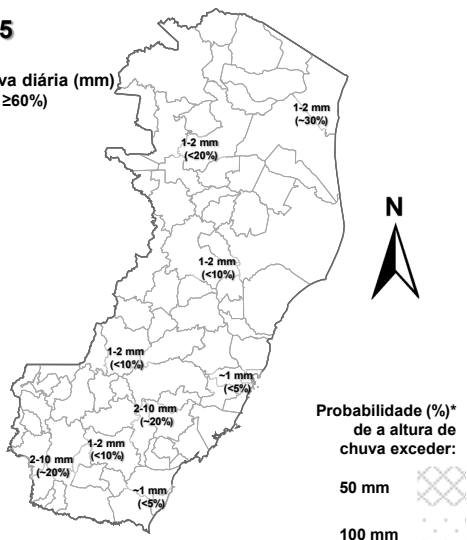 5
va diária (mm)
≥60%)
1-2 mm
(~30%)
1-2 mm
(<20%)
N
1-2 mm
(<10%)
1-2 mm
(<10%)
~1 mm
(<5%)
2-10 mm
(~20%)
1-2 mm
(<10%)
2-10 mm
(~20%)
~1 mm
(<5%)
Probabilidade (%)*
de a altura de
chuva exceder:
50 mm
100 mm